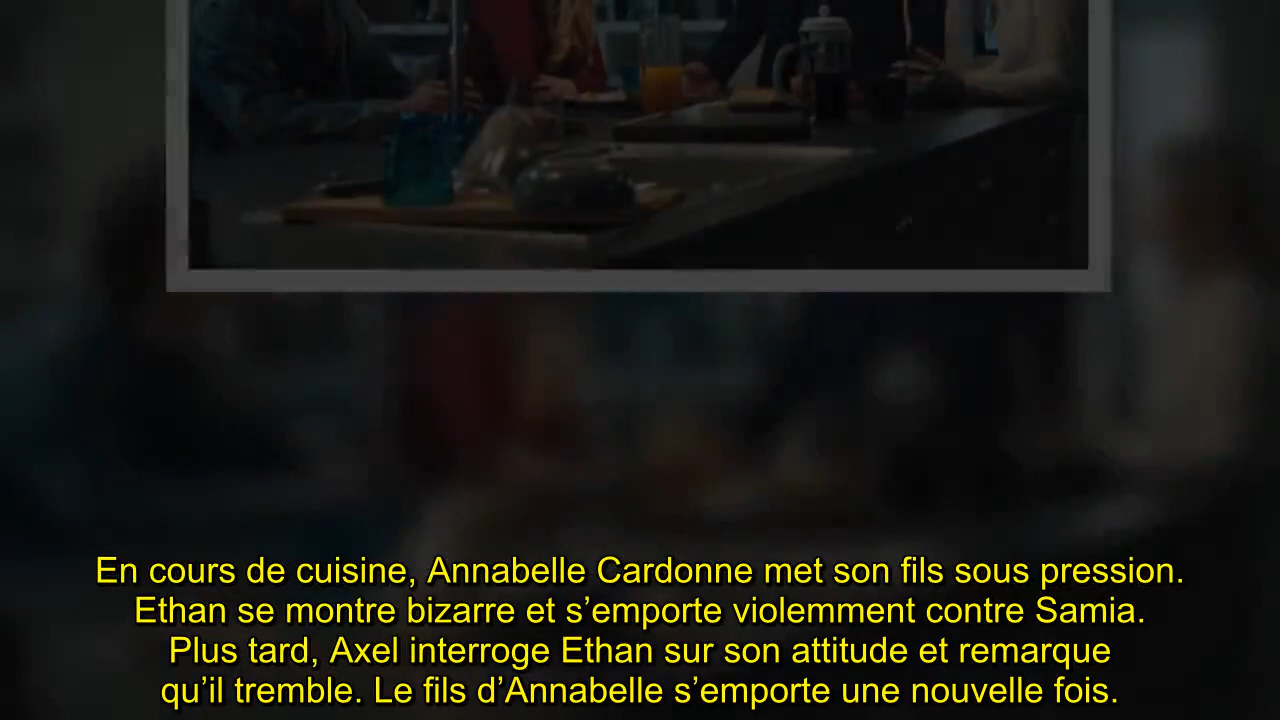 En cours de cuisine, Annabelle Cardonne met son fils sous pression.
Ethan se montre bizarre et s’emporte violemment contre Samia.
Plus tard, Axel interroge Ethan sur son attitude et remarque
qu’il tremble. Le fils d’Annabelle s’emporte une nouvelle fois.